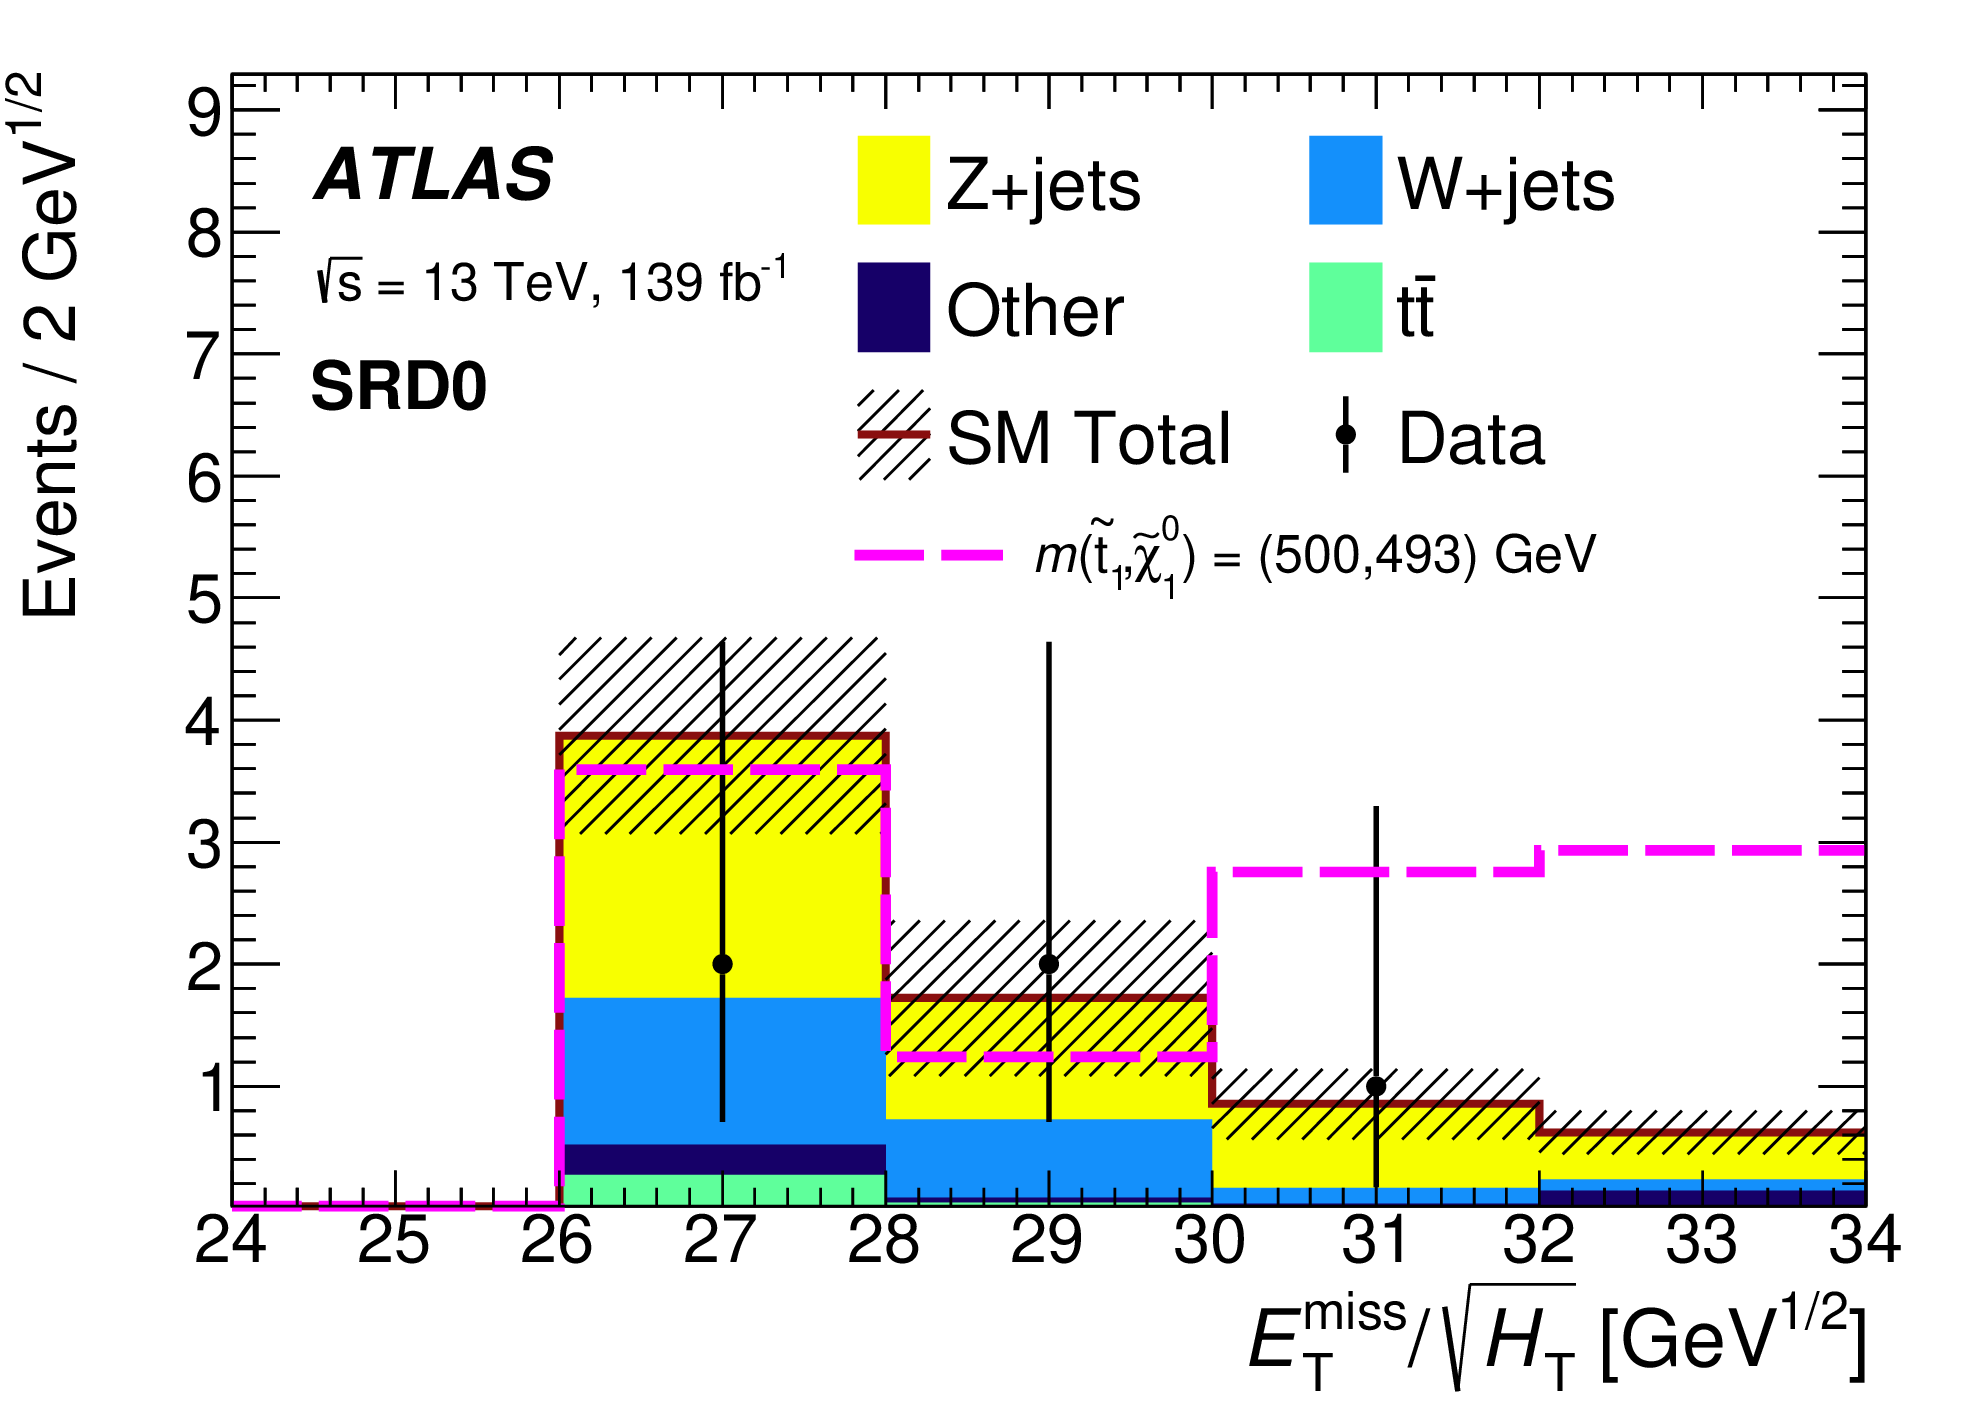 Events / 2 GeV^{1/2}
9
8
7
6
5
4
3
2
1
ATLAS
√s = 13 TeV, 139 fb⁻¹
SRD0
Z+jets
W+jets
Other
tt̄
SM Total
Data
m(t̃₁,χ̃₁⁰) = (500,493) GeV
24 25 26 27 28 29 30 31 32 33 34
E_T^{miss}/√H_T [GeV^{1/2}]